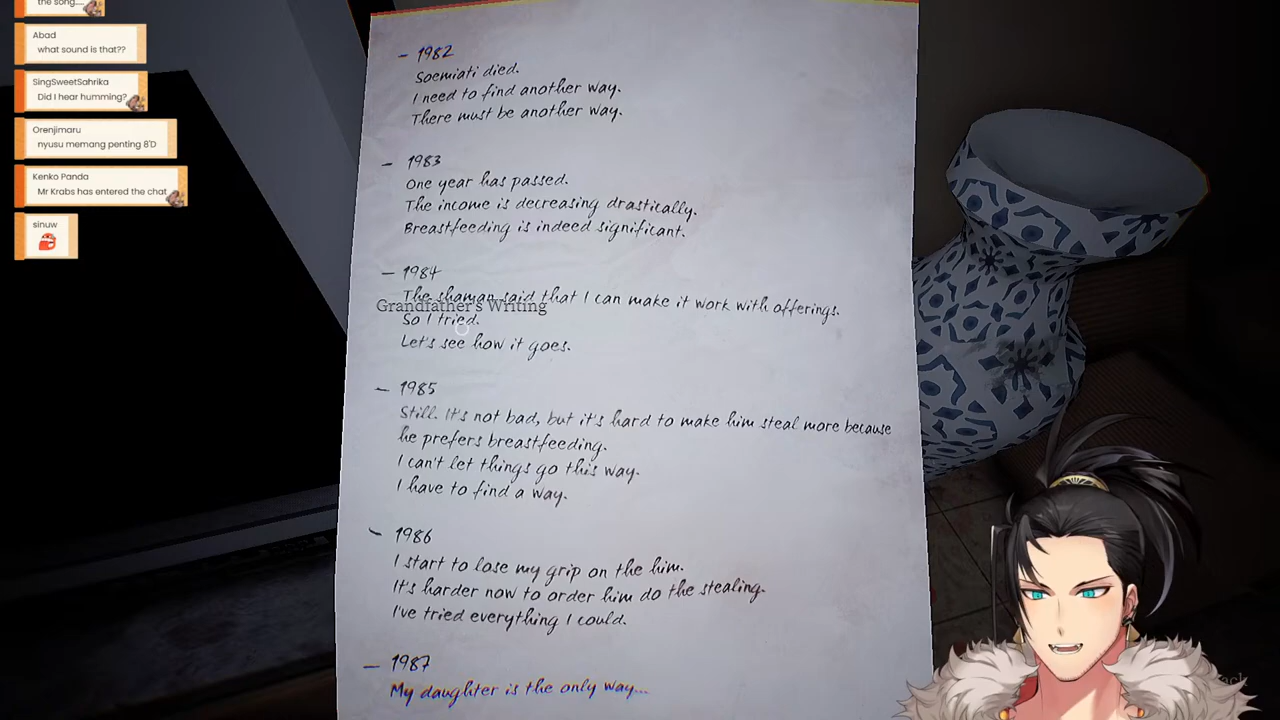 the song....
Abad
what sound is that??
SingSweetSahrika
Did I hear humming?
Orenjimaru
nyusu memang penting 8'D
Kenko Panda
Mr Krabs has entered the chat
sinuw
– 1982
Soemiati died.
I need to find another way.
There must be another way.
– 1983
One year has passed.
The income is decreasing drastically.
Breastfeeding is indeed significant.
– 1984
The shaman said that I can make it work with offerings.
Grandfather's Writing
So I tried.
Let's see how it goes.
– 1985
Still. It's not bad, but it's hard to make him steal more because
he prefers breastfeeding.
I can't let things go this way.
I have to find a way.
– 1986
I start to lose my grip on the him.
It's harder now to order him do the stealing.
I've tried everything I could.
– 1987
My daughter is the only way...